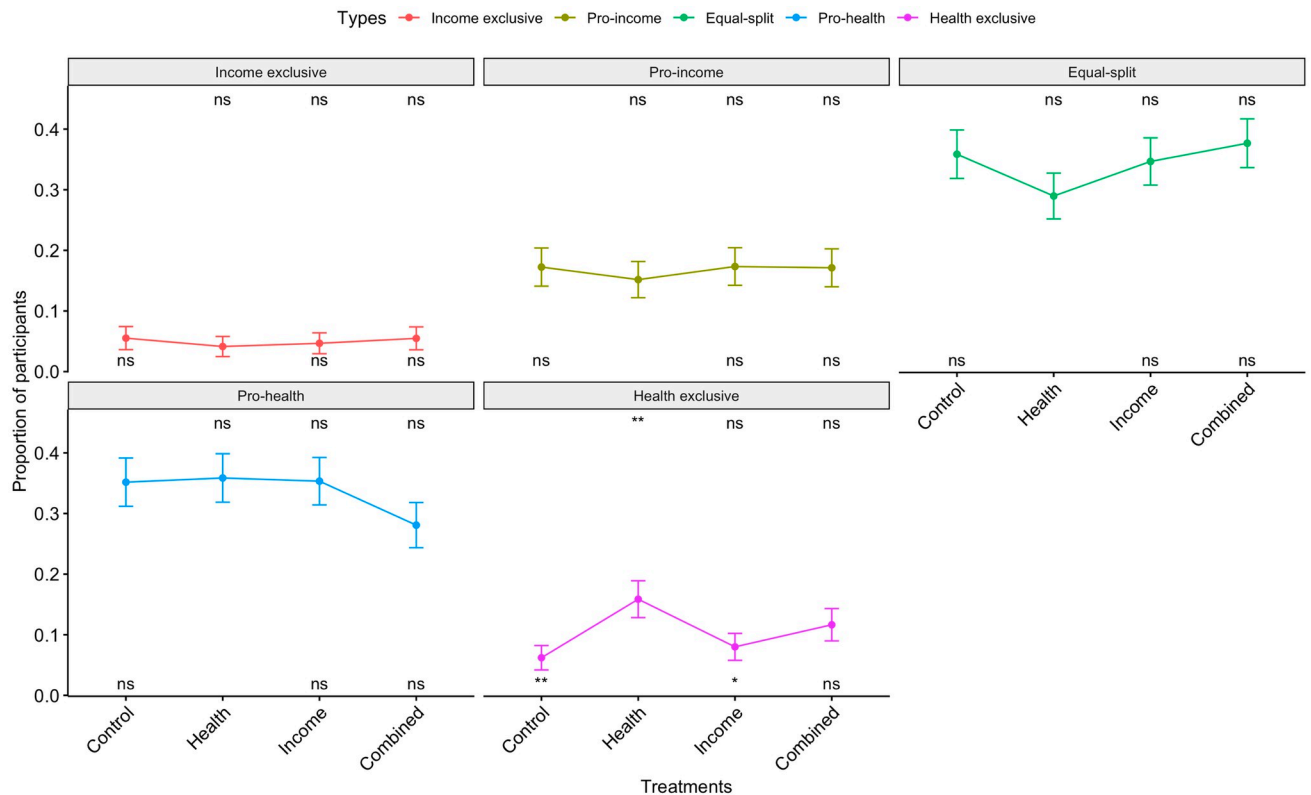 Types Income exclusive Pro-income Equal-split Pro-health Health exclusive
Income exclusive Pro-income Equal-split
ns ns ns ns ns ns ns ns ns
0.4
0.3
0.2
0.1
ns ns ns ns ns ns ns ns ns
0.0
Control Health Income Combined
Proportion of participants
Pro-health Health exclusive
ns ns ns ** ns ns
0.4
0.3
0.2
0.1
ns ns ns ** * ns
0.0
Control Health Income Combined Control Health Income Combined
Treatments